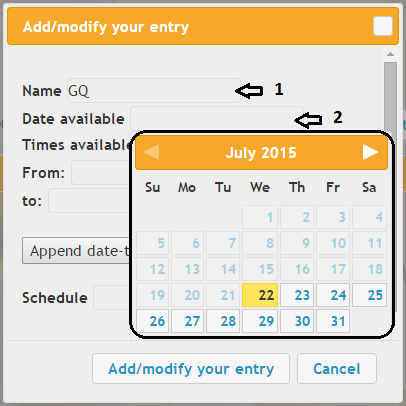 Add/modify your entry
Name GQ 1
Date available 2
Times available
From:
to:
July 2015
Su Mo Tu We Th Fr Sa
1 2 3 4
5 6 7 8 9 10 11
12 13 14 15 16 17 18
19 20 21 22 23 24 25
26 27 28 29 30 31
Append date-t
Schedule
Add/modify your entry Cancel